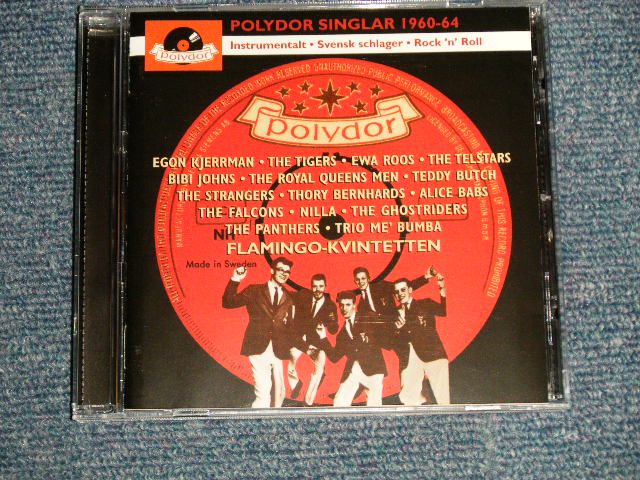 POLYDOR SINGLAR 1960-64
polydor
Instrumentalt • Svensk schlager • Rock 'n' Roll
polydor
EGON KJERRMAN • THE TIGERS • EWA ROOS • THE TELSTARS
BIBI JOHNS • THE ROYAL QUEENS MEN • TEDDY BUTCH
THE STRANGERS • THORY BERNHARDS • ALICE BABS
THE FALCONS • NILLA • THE GHOSTRIDERS
THE PANTHERS • TRIO ME' BUMBA
FLAMINGO-KVINTETTEN
Made in Sweden